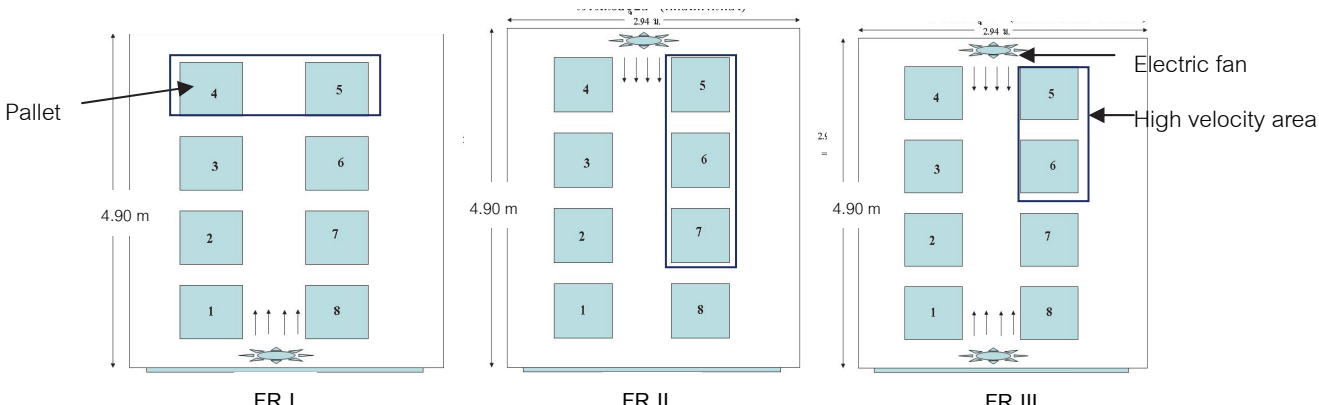 2.94 ม.
2.94 ม.
Electric fan
High velocity area
Pallet
4 5
3 6
2 7
1 8
4.90 m
4 5
3 6
2 7
1 8
4.90 m
4 5
3 6
2 7
1 8
4.90 m
FR I
FR II
FR III